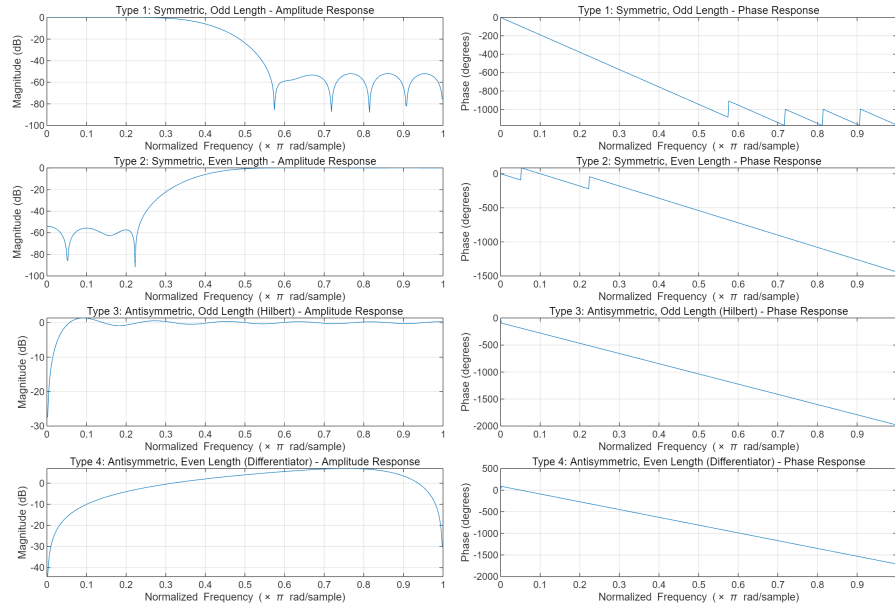 Type 1: Symmetric, Odd Length - Amplitude Response
Magnitude (dB)
0
-20
-40
-60
-80
-100
0 0.1 0.2 0.3 0.4 0.5 0.6 0.7 0.8 0.9 1
Normalized Frequency (× π rad/sample)
Type 1: Symmetric, Odd Length - Phase Response
Phase (degrees)
0
-200
-400
-600
-800
-1000
0 0.1 0.2 0.3 0.4 0.5 0.6 0.7 0.8 0.9
Normalized Frequency (× π rad/sample)
Type 2: Symmetric, Even Length - Amplitude Response
Magnitude (dB)
0
-20
-40
-60
-80
-100
0 0.1 0.2 0.3 0.4 0.5 0.6 0.7 0.8 0.9 1
Normalized Frequency (× π rad/sample)
Type 2: Symmetric, Even Length - Phase Response
Phase (degrees)
0
-500
-1000
-1500
0 0.1 0.2 0.3 0.4 0.5 0.6 0.7 0.8 0.9
Normalized Frequency (× π rad/sample)
Type 3: Antisymmetric, Odd Length (Hilbert) - Amplitude Response
Magnitude (dB)
0
-10
-20
-30
0 0.1 0.2 0.3 0.4 0.5 0.6 0.7 0.8 0.9 1
Normalized Frequency (× π rad/sample)
Type 3: Antisymmetric, Odd Length (Hilbert) - Phase Response
Phase (degrees)
0
-500
-1000
-1500
-2000
0 0.1 0.2 0.3 0.4 0.5 0.6 0.7 0.8 0.9
Normalized Frequency (× π rad/sample)
Type 4: Antisymmetric, Even Length (Differentiator) - Amplitude Response
Magnitude (dB)
0
-10
-20
-30
-40
0 0.1 0.2 0.3 0.4 0.5 0.6 0.7 0.8 0.9 1
Normalized Frequency (× π rad/sample)
Type 4: Antisymmetric, Even Length (Differentiator) - Phase Response
Phase (degrees)
500
0
-500
-1000
-1500
-2000
0 0.1 0.2 0.3 0.4 0.5 0.6 0.7 0.8 0.9
Normalized Frequency (× π rad/sample)